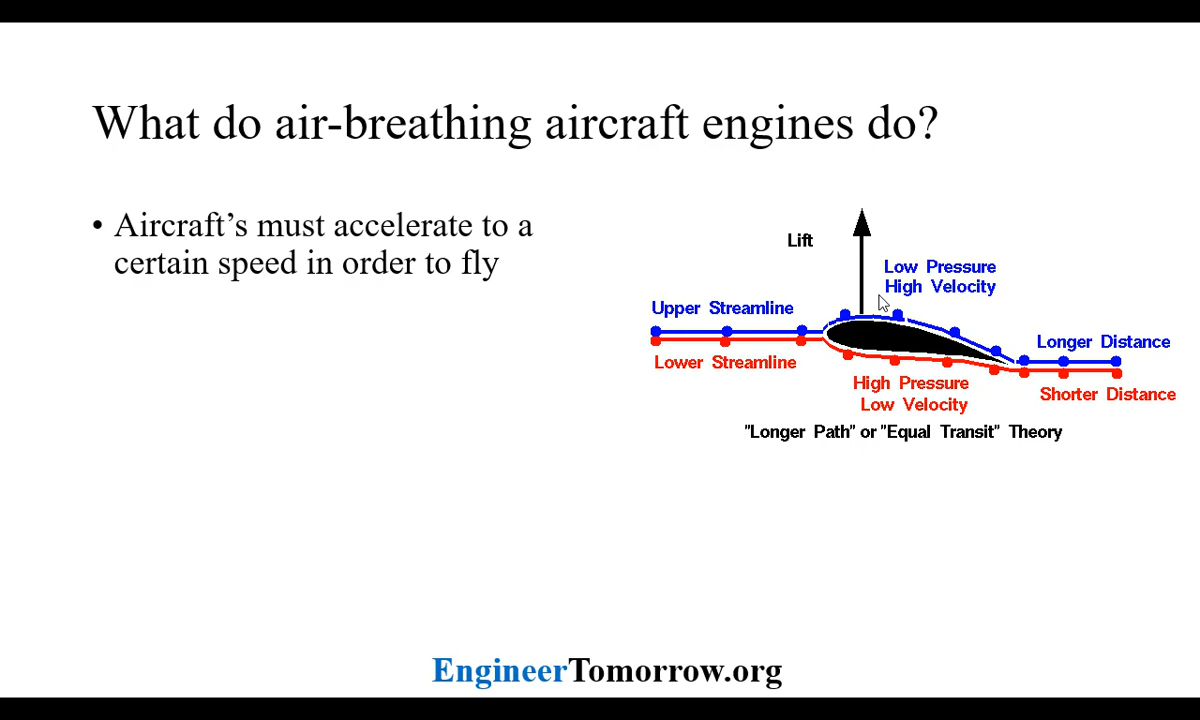 What do air-breathing aircraft engines do?
• Aircraft’s must accelerate to a
certain speed in order to fly
Lift
Low Pressure
High Velocity
Upper Streamline
Lower Streamline
Longer Distance
High Pressure
Low Velocity
Shorter Distance
"Longer Path" or "Equal Transit" Theory
EngineerTomorrow.org